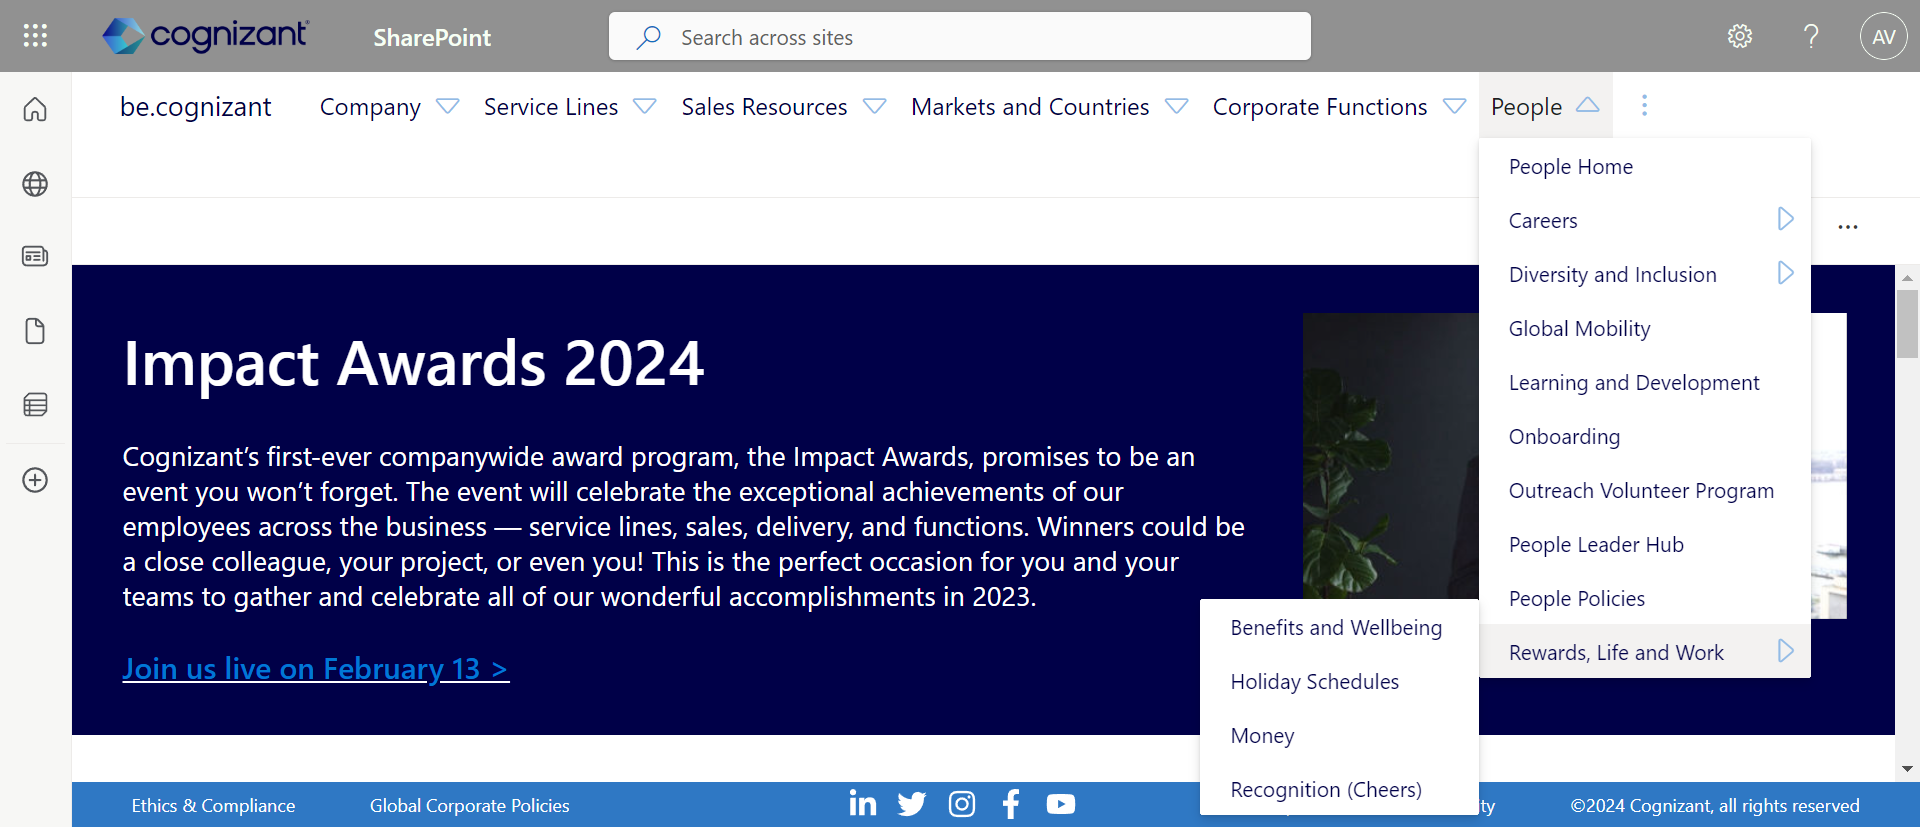 cognizant
SharePoint
Search across sites
?
AV
be.cognizant
Company
Service Lines
Sales Resources
Markets and Countries
Corporate Functions
People
People Home
Careers
Diversity and Inclusion
Global Mobility
Learning and Development
Onboarding
Outreach Volunteer Program
People Leader Hub
People Policies
Rewards, Life and Work
Benefits and Wellbeing
Holiday Schedules
Money
Recognition (Cheers)
Impact Awards 2024
Cognizant’s first-ever companywide award program, the Impact Awards, promises to be an
event you won’t forget. The event will celebrate the exceptional achievements of our
employees across the business — service lines, sales, delivery, and functions. Winners could be
a close colleague, your project, or even you! This is the perfect occasion for you and your
teams to gather and celebrate all of our wonderful accomplishments in 2023.
Join us live on February 13 >
Ethics & Compliance
Global Corporate Policies
©2024 Cognizant, all rights reserved